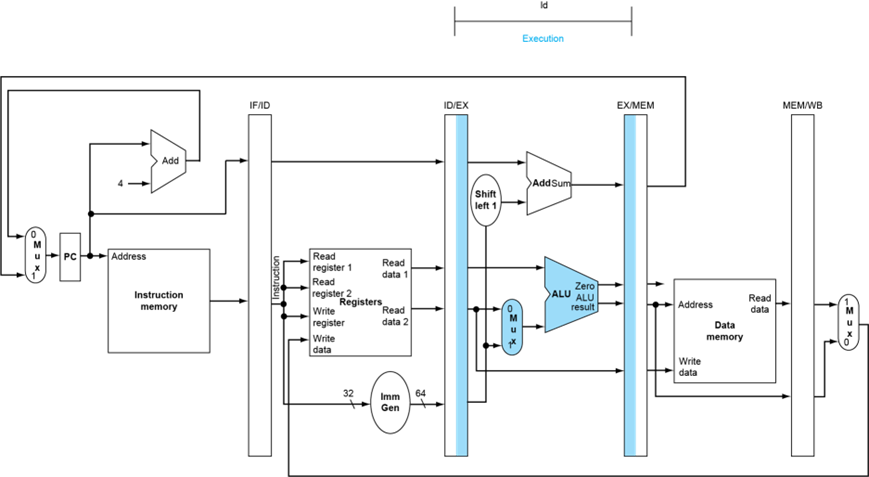 ld
Execution
IF/ID
ID/EX
EX/MEM
MEM/WB
Add
4
Add Sum
Shift
left 1
0
M
u
x
1
PC
Address
Instruction
memory
Instruction
Read
register 1
Read
register 2
Write
register
Write
data
Registers
Read
data 1
Read
data 2
0
M
u
x
1
ALU
Zero
ALU
result
Address
Write
data
Data
memory
Read
data
1
M
u
x
0
32
Imm
Gen
64